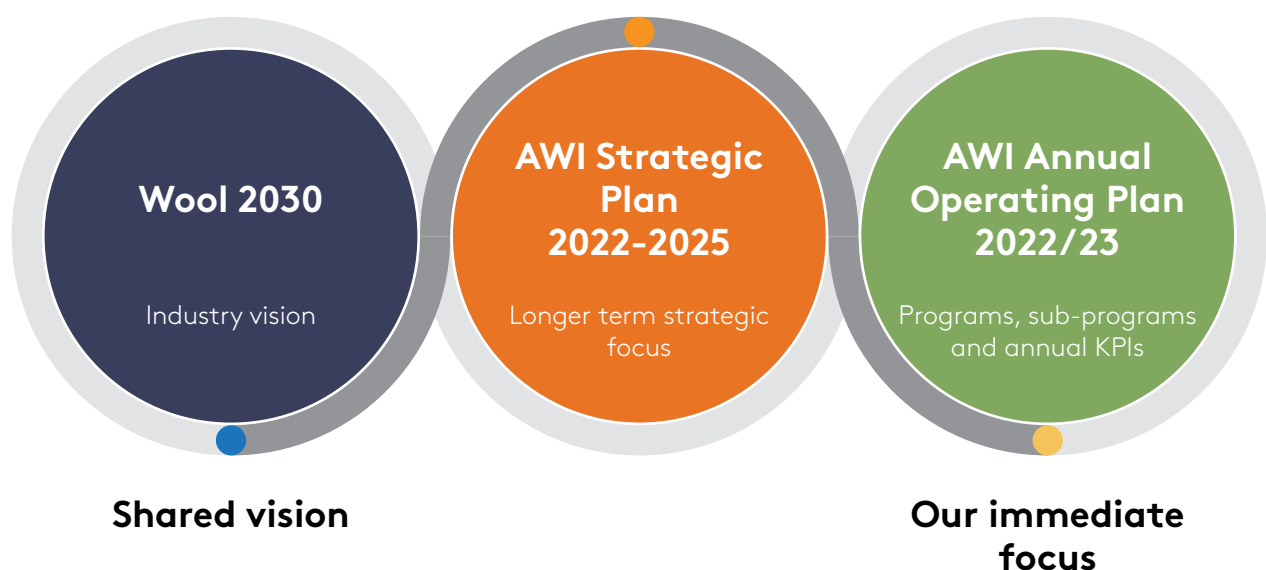 Wool 2030
Industry vision
AWI Strategic
Plan
2022-2025
Longer term strategic
focus
AWI Annual
Operating Plan
2022/23
Programs, sub-programs
and annual KPIs
Shared vision
Our immediate
focus